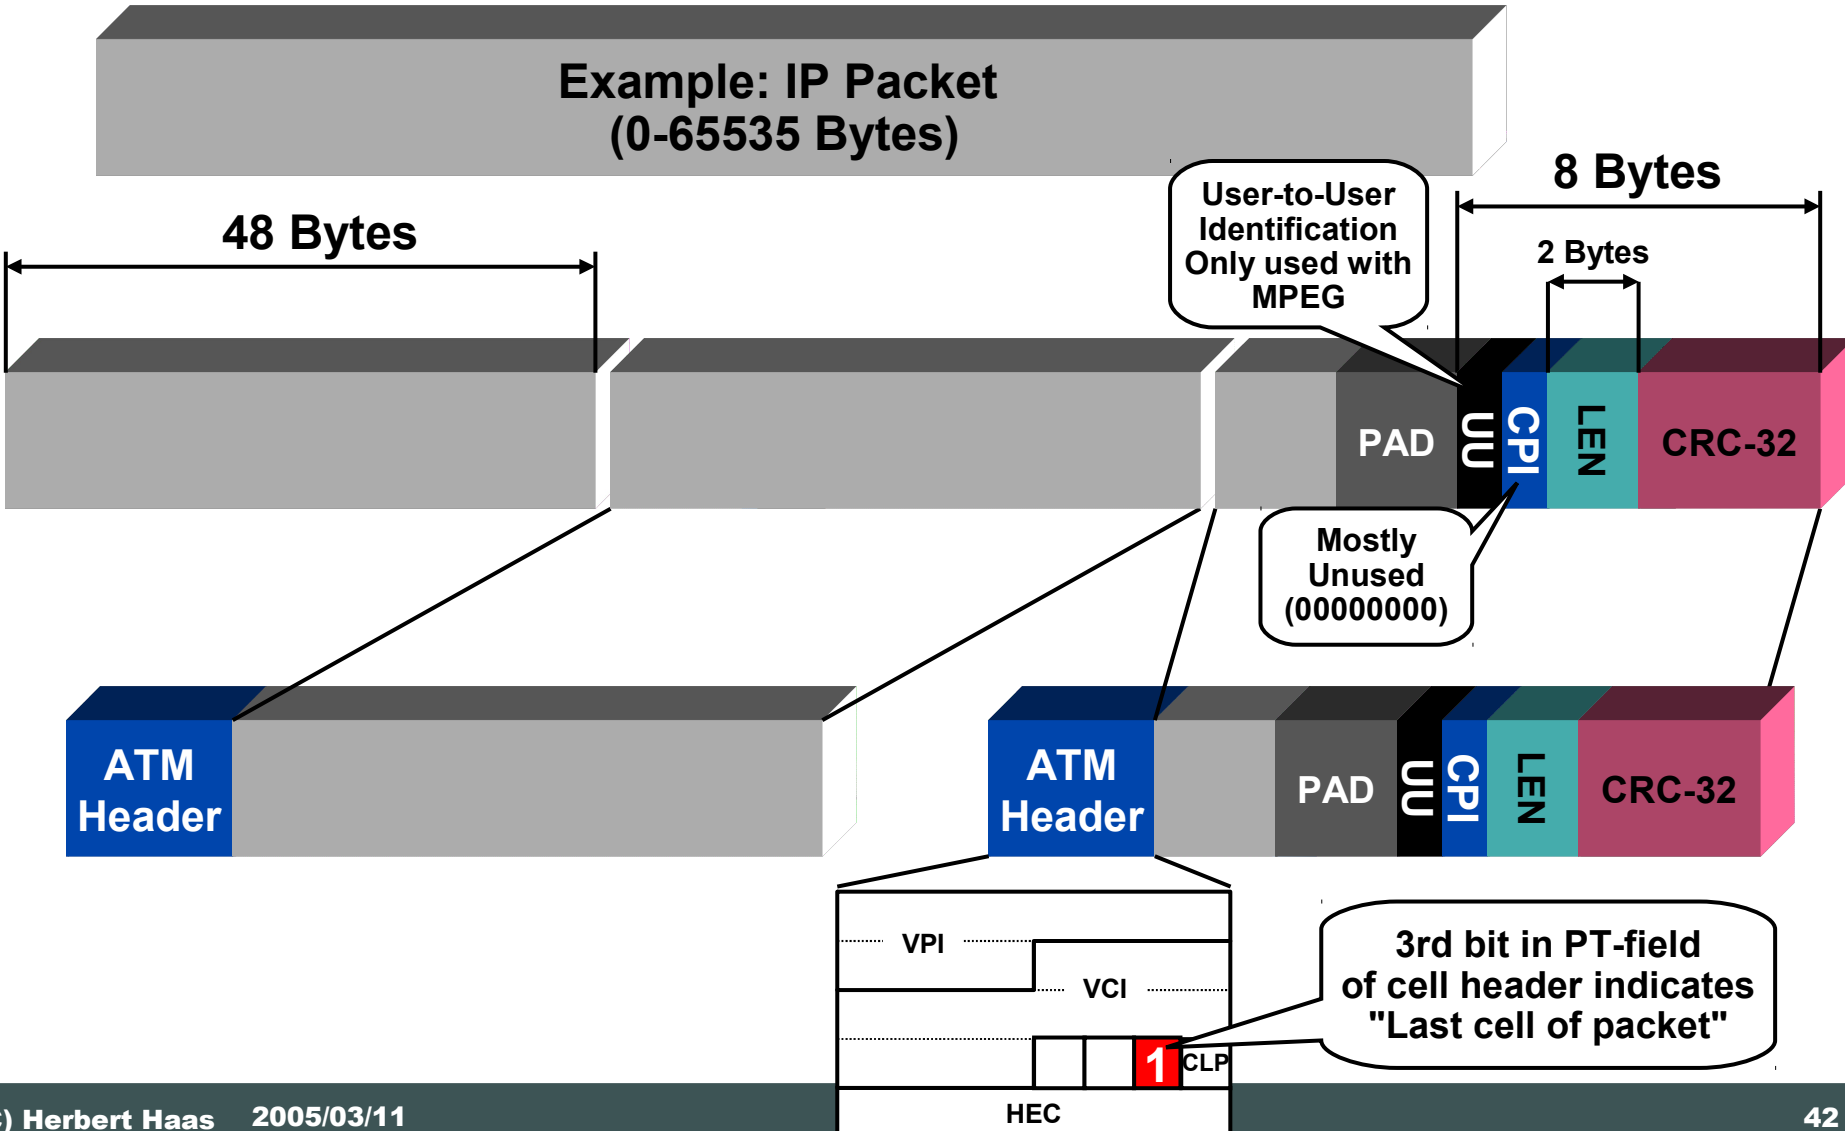 Example: IP Packet
(0-65535 Bytes)
48 Bytes
User-to-User
Identification
Only used with
MPEG
8 Bytes
2 Bytes
PAD
UU
CPI
LEN
CRC-32
Mostly
Unused
(00000000)
ATM
Header
ATM
Header
PAD
UU
CPI
LEN
CRC-32
VPI
VCI
1
CLP
HEC
3rd bit in PT-field
of cell header indicates
"Last cell of packet"
) Herbert Haas 2005/03/11
42